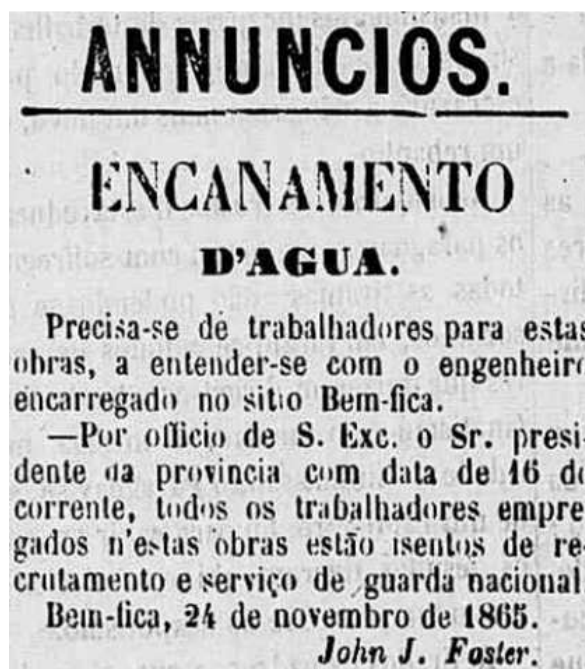 ANNUNCIOS.
ENCANAMENTO
D'AGUA.
Precisa-se de trabalhadores para estas
obras, a entender-se com o engenheiro
encarregado no sitio Bem-fica.
—Por officio de S. Exc. o Sr. presi-
dente da provincia com data de 16 do
corrente, todos os trabalhadores empre-
gados n'estas obras estão isentos de re-
crutamento e serviço de guarda nacional
Bem-fica, 24 de novembro de 1865.
John J. Foster.